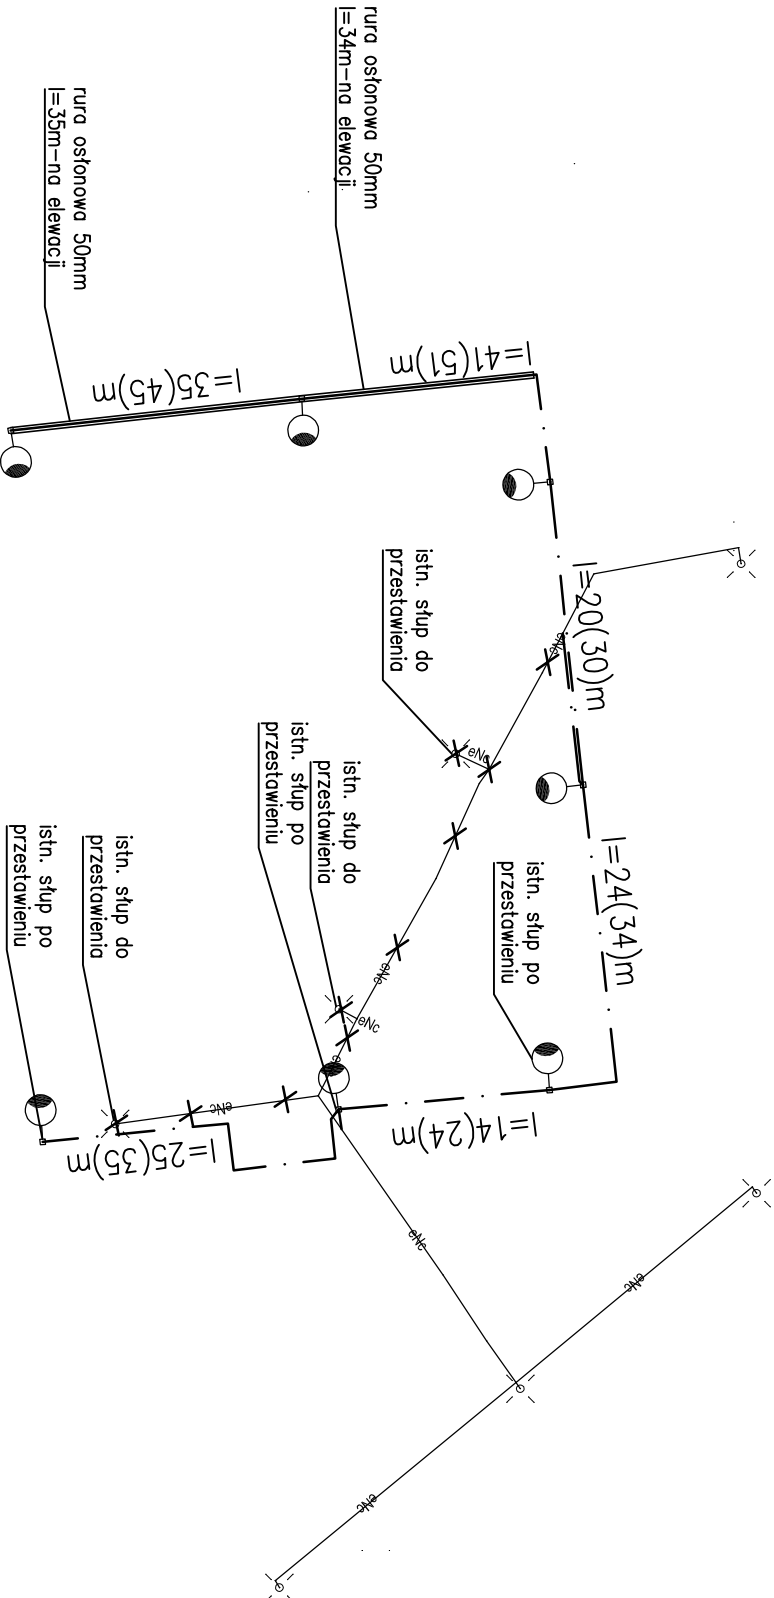 rura osłonowa 50mm
l=34m-na elewacji
rura osłonowa 50mm
l=35m-na elewacji
l=41(51)m
l=35(45)m
istn. słup do
przestawienia
eNc
l=20(30)m
eNc
istn. słup po
przestawieniu
istn. słup do
przestawienia
istn. słup po
przestawieniu
l=24(34)m
istn. słup do
przestawienia
istn. słup po
przestawieniu
eNc
eNc
eNc
l=14(24)m
l=25(35)m
eNc
eNc
eNc